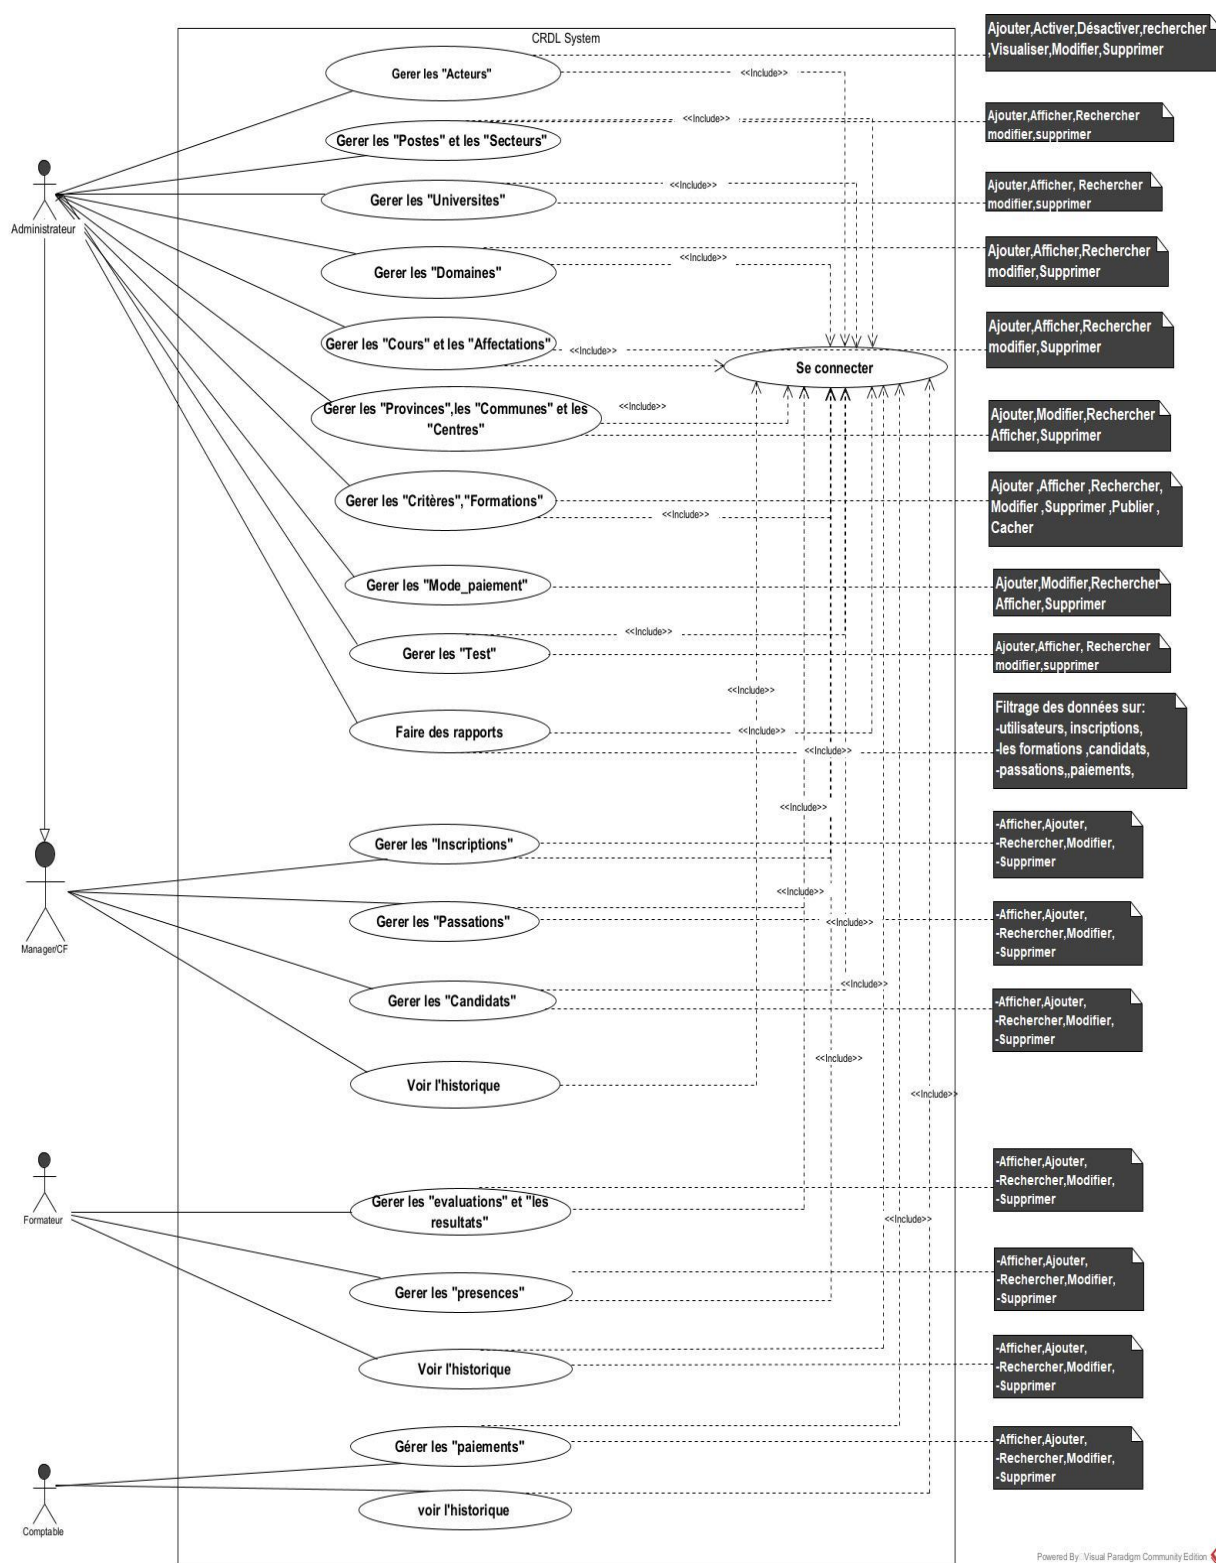 CRDL System
Gerer les "Acteurs"
<<Include>>
Ajouter,Activer,Désactiver,rechercher
,Visualiser,Modifier,Supprimer
Gerer les "Postes" et les "Secteurs"
<<Include>>
Ajouter,Afficher,Rechercher
modifier,supprimer
Administrateur
Gerer les "Universites"
<<Include>>
Ajouter,Afficher, Rechercher
modifier,supprimer
Gerer les "Domaines"
<<Include>>
Ajouter,Afficher,Rechercher
modifier,Supprimer
Gerer les "Cours" et les "Affectations"
<<Include>>
Ajouter,Afficher,Rechercher
modifier,Supprimer
Se connecter
Gerer les "Provinces",les "Communes" et les
"Centres"
<<Include>>
Ajouter,Modifier,Rechercher
Afficher,Supprimer
Gerer les "Critères","Formations"
<<Include>>
Ajouter ,Afficher ,Rechercher,
Modifier ,Supprimer ,Publier ,
Cacher
Gerer les "Mode_paiement"
Ajouter,Modifier,Rechercher
Afficher,Supprimer
Gerer les "Test"
<<Include>>
Ajouter,Afficher, Rechercher
modifier,supprimer
<<Include>>
Faire des rapports
<<Include>>
<<Include>>
Filtrage des données sur:
-utilisateurs, inscriptions,
-les formations ,candidats,
-passations,,paiements,
<<Include>>
Gerer les "Inscriptions"
-Afficher,Ajouter,
-Rechercher,Modifier,
-Supprimer
Manager/CF
<<Include>>
Gerer les "Passations"
<<Include>>
-Afficher,Ajouter,
-Rechercher,Modifier,
-Supprimer
Gerer les "Candidats"
<<Include>>
-Afficher,Ajouter,
-Rechercher,Modifier,
-Supprimer
<<Include>>
Voir l'historique
<<Include>>
Formateur
Gerer les "evaluations" et "les
resultats"
-Afficher,Ajouter,
-Rechercher,Modifier,
-Supprimer
<<Include>>
Gerer les "presences"
-Afficher,Ajouter,
-Rechercher,Modifier,
-Supprimer
Voir l'historique
-Afficher,Ajouter,
-Rechercher,Modifier,
-Supprimer
Gérer les "paiements"
-Afficher,Ajouter,
-Rechercher,Modifier,
-Supprimer
Comptable
voir l'historique
Powered By: Visual Paradigm Community Edition